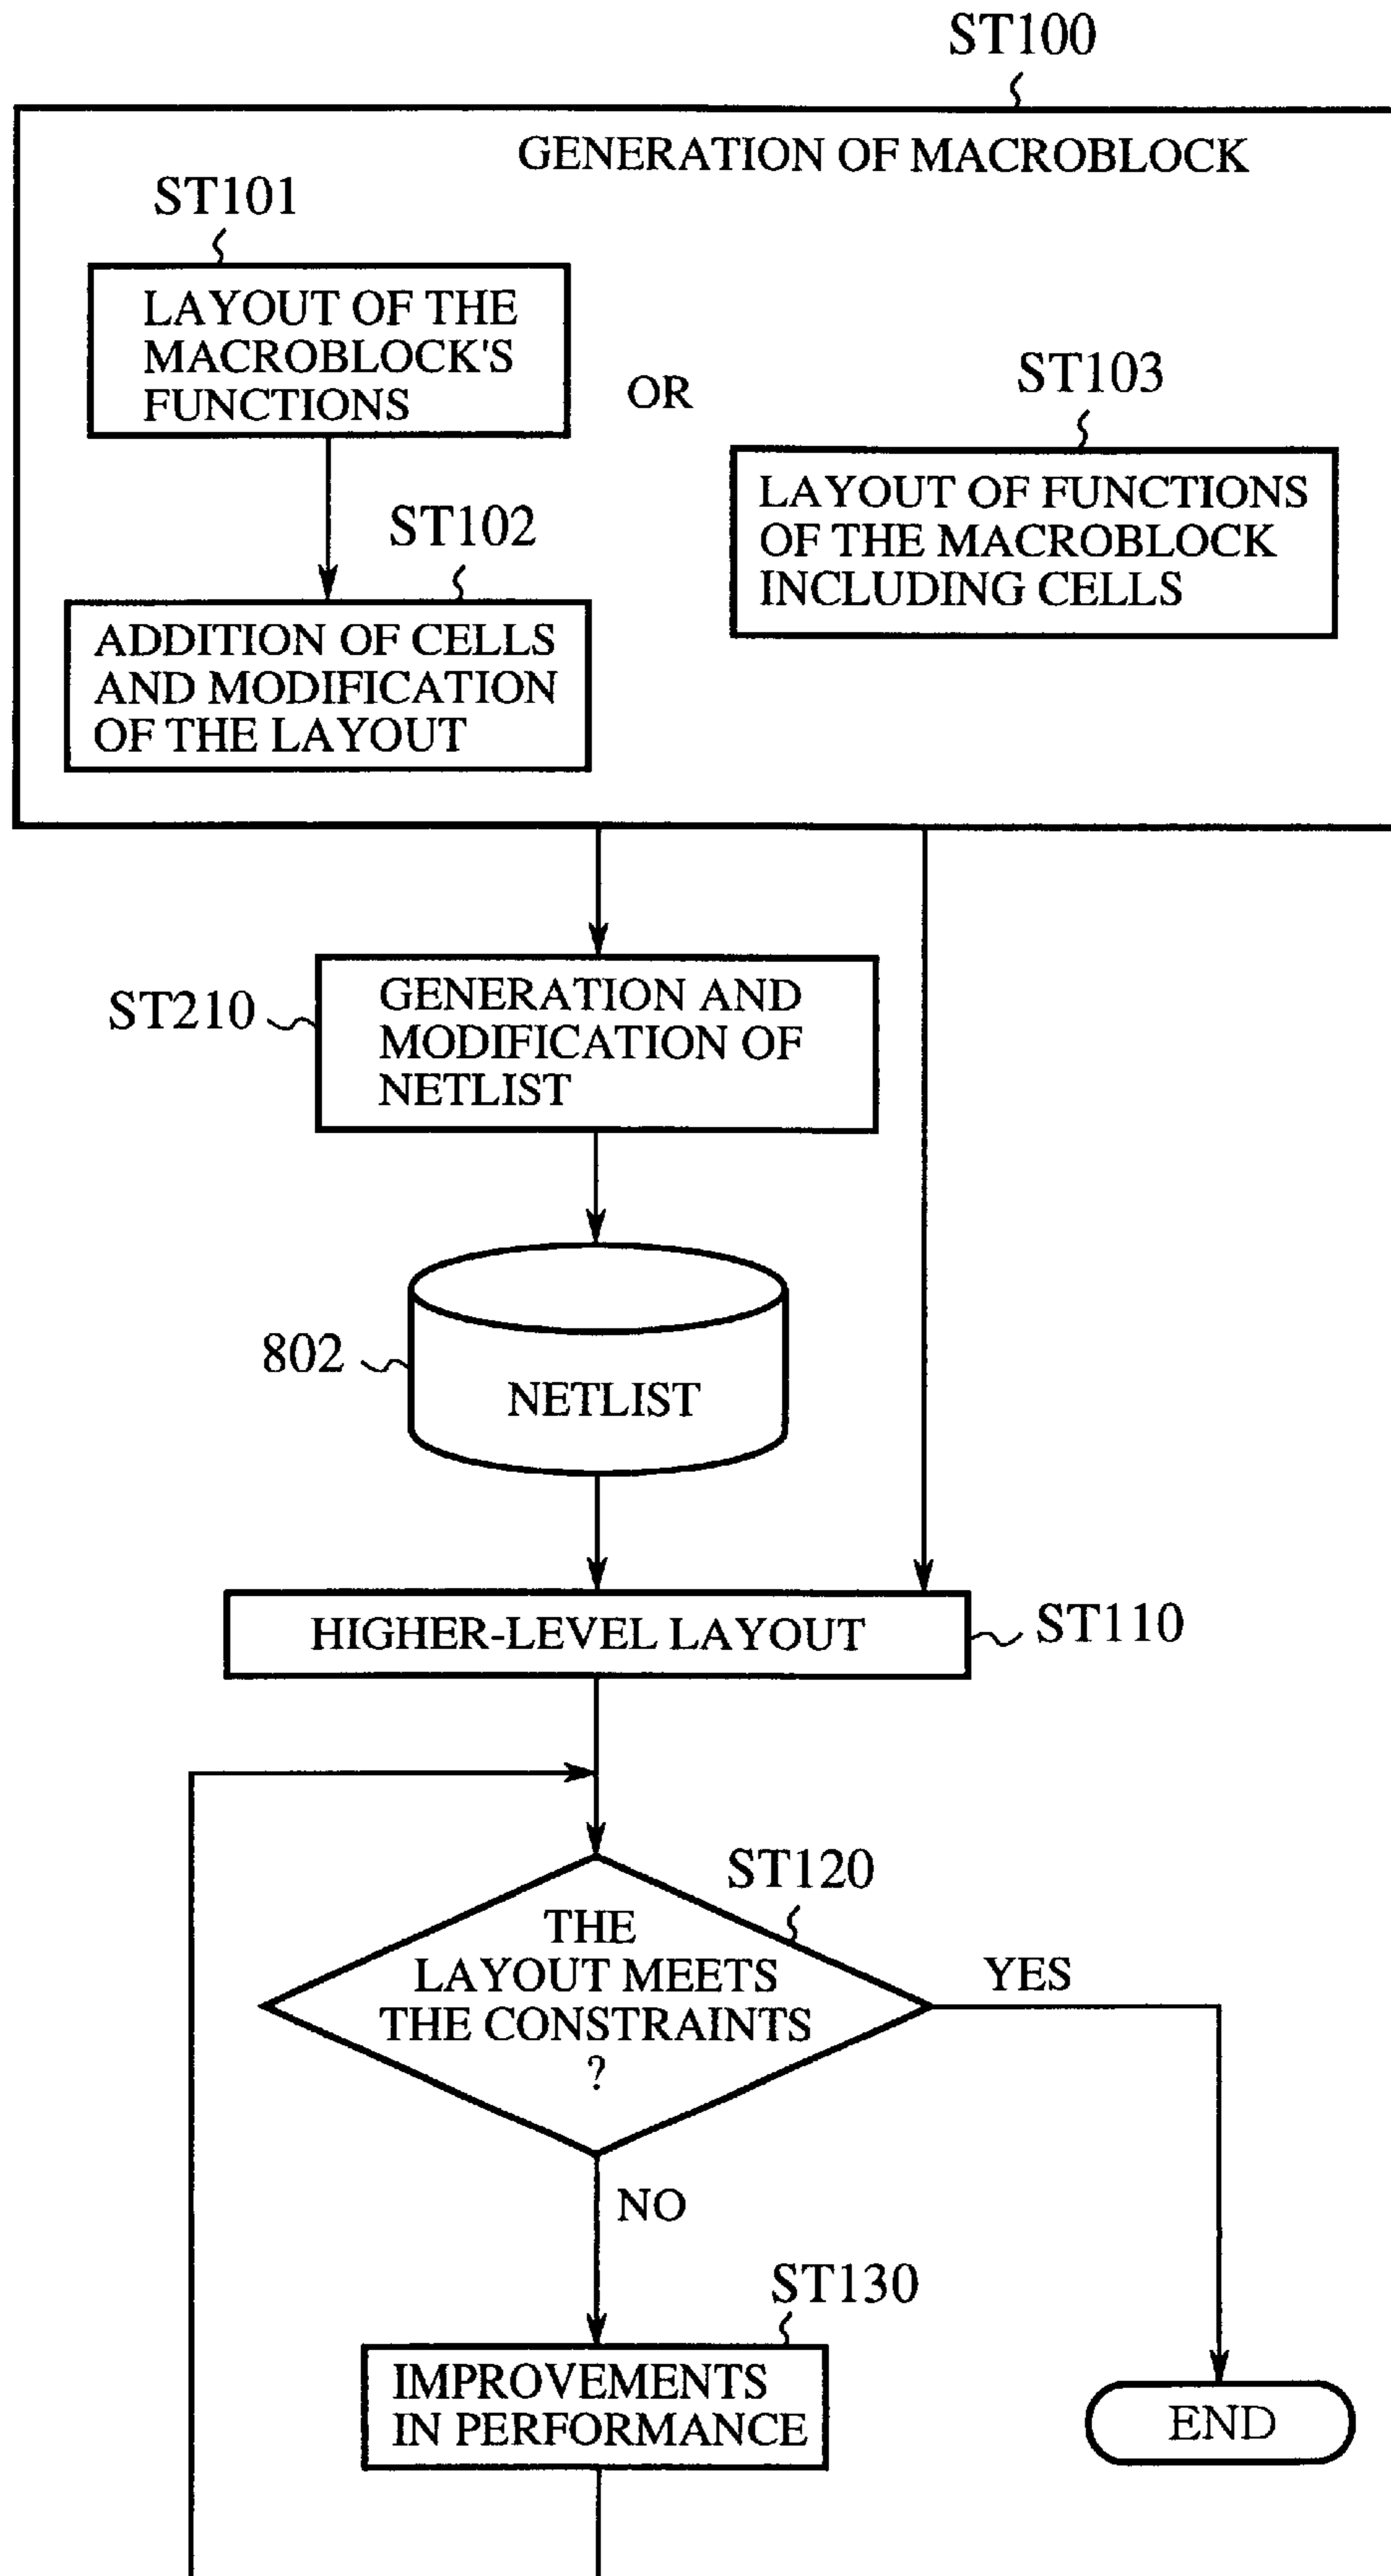 ST100
GENERATION OF MACROBLOCK
ST101
LAYOUT OF THE
MACROBLOCK'S
FUNCTIONS
OR
ST103
LAYOUT OF FUNCTIONS
OF THE MACROBLOCK
INCLUDING CELLS
ST102
ADDITION OF CELLS
AND MODIFICATION
OF THE LAYOUT
ST210
GENERATION AND
MODIFICATION OF
NETLIST
802
NETLIST
HIGHER-LEVEL LAYOUT
ST110
ST120
THE
LAYOUT MEETS
THE CONSTRAINTS
?
YES
NO
ST130
IMPROVEMENTS
IN PERFORMANCE
END